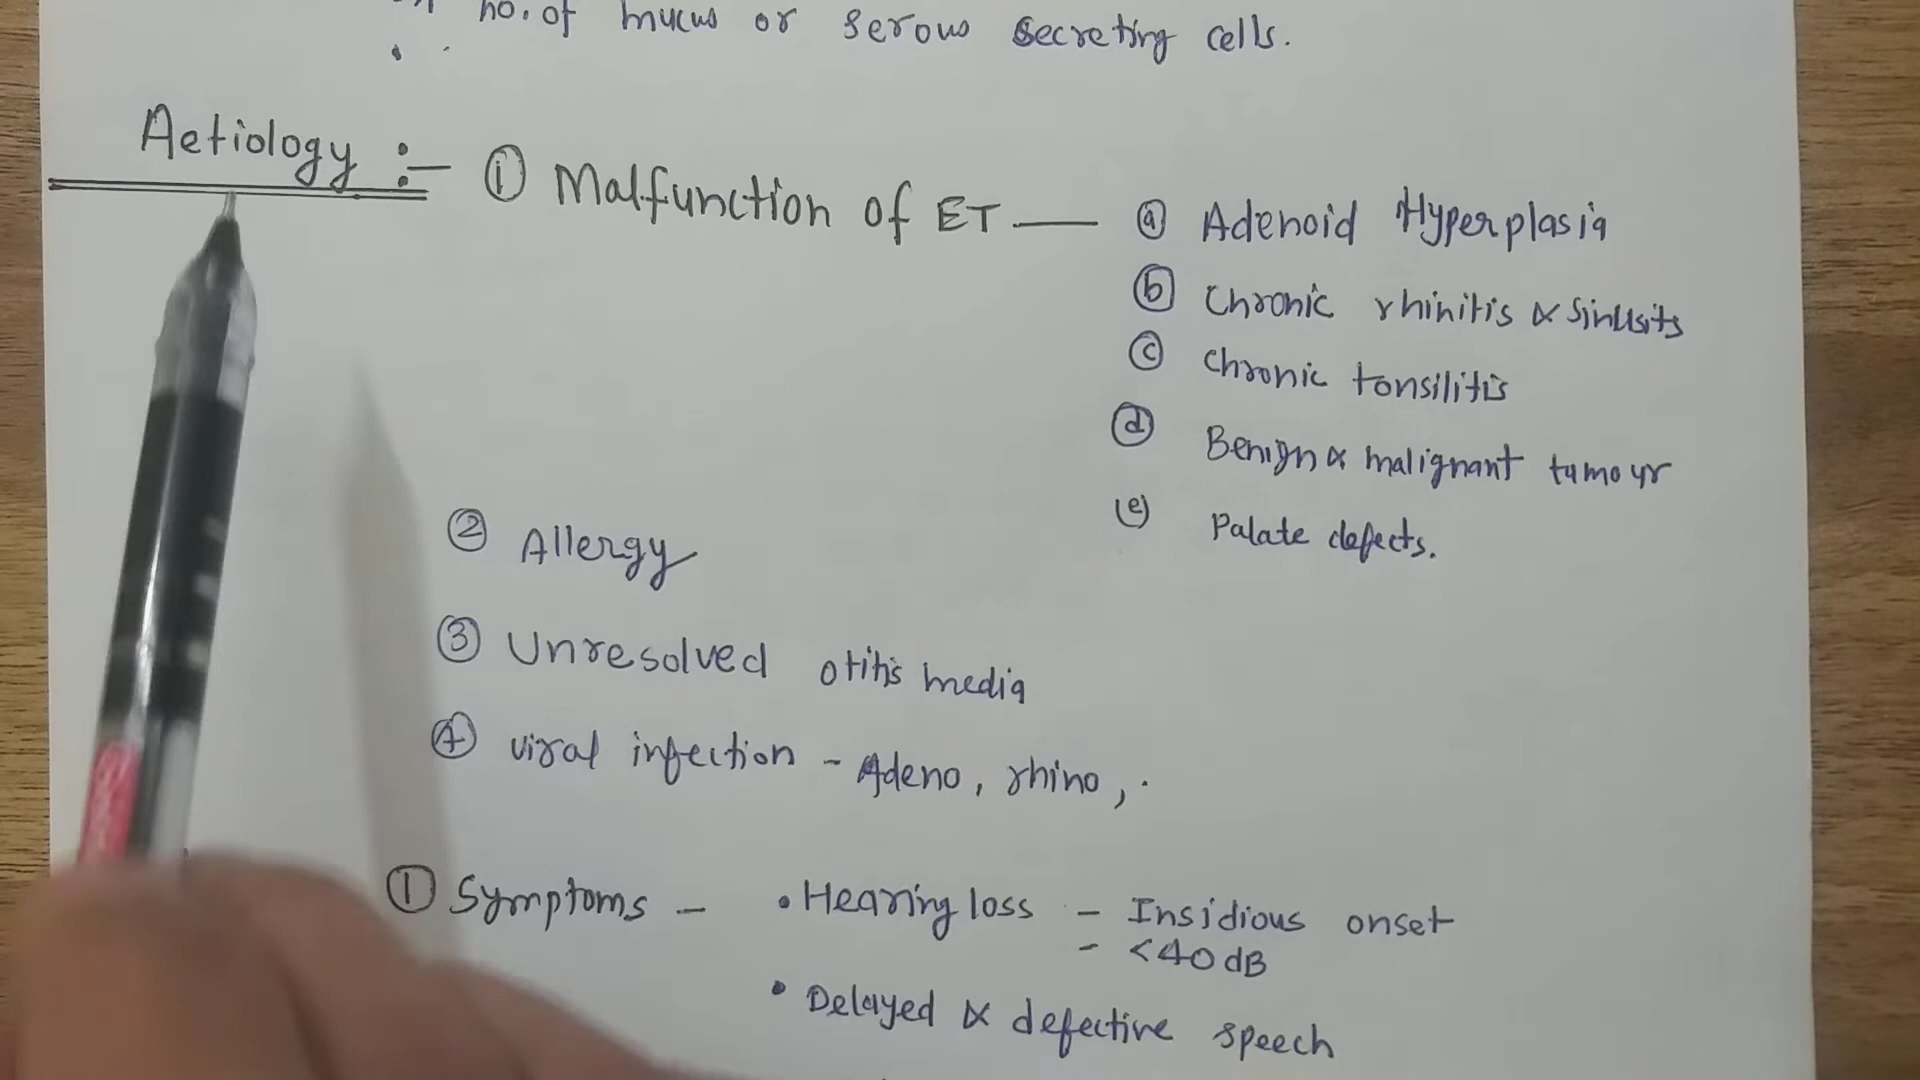 no. of mucus or serous secreting cells.
Aetiology :- ① Malfunction of ET — ⓐ Adenoid Hyperplasia
ⓑ Chronic rhinitis & Sinusits
ⓒ Chronic tonsilitis
ⓓ Benign & malignant tumour
ⓔ Palate defects.
② Allergy
③ Unresolved otitis media
④ viral infection - Adeno, rhino, .
① Symptoms - • Hearing loss - Insidious onset
- <40 dB
• Delayed & defective speech